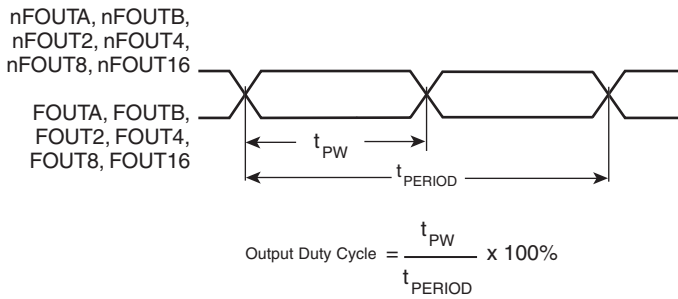 nFOUTA, nFOUTB,
nFOUT2, nFOUT4,
nFOUT8, nFOUT16
FOUTA, FOUTB,
FOUT2, FOUT4,
FOUT8, FOUT16
tPW
tPERIOD
Output Duty Cycle = tPW / tPERIOD x 100%